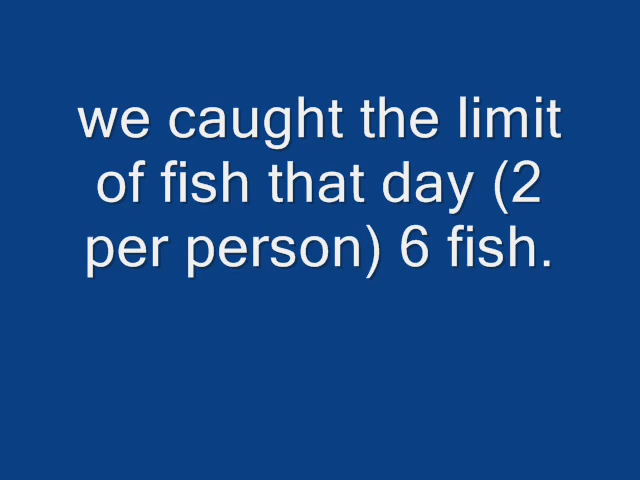 we caught the limit
of fish that day (2
per person) 6 fish.